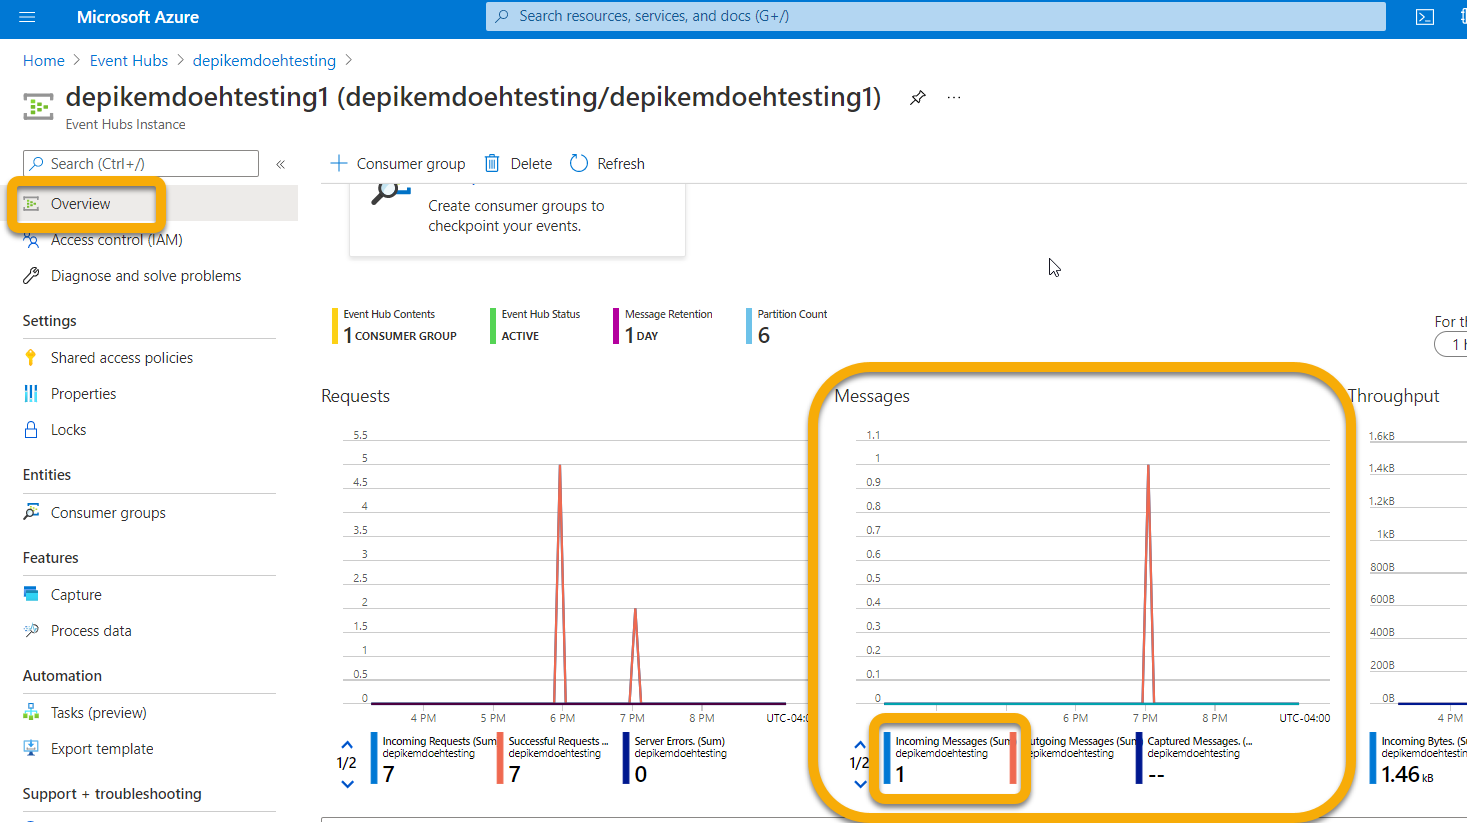 Microsoft Azure
Search resources, services, and docs (G+/)
Home > Event Hubs > depikemdoehtesting >
depikemdoehtesting1 (depikemdoehtesting/depikemdoehtesting1) ...
Event Hubs Instance
Search (Ctrl+/) «
Consumer group Delete Refresh
Overview
Access control (IAM)
Diagnose and solve problems
Settings
Shared access policies
Properties
Locks
Entities
Consumer groups
Features
Capture
Process data
Automation
Tasks (preview)
Export template
Support + troubleshooting
Create consumer groups to
checkpoint your events.
Event Hub Contents
1 CONSUMER GROUP
Event Hub Status
ACTIVE
Message Retention
1 DAY
Partition Count
6
For th
1 h
Requests
5.5
5
4.5
4
3.5
3
2.5
2
1.5
1
0.5
0
4 PM 5 PM 6 PM 7 PM 8 PM UTC-04:0
1/2
Incoming Requests (Sum)
depikemdoehtesting
7
Successful Requests ...
depikemdoehtesting
7
Server Errors. (Sum)
depikemdoehtesting
0
Messages
1.1
1
0.9
0.8
0.7
0.6
0.5
0.4
0.3
0.2
0.1
0
6 PM 7 PM 8 PM UTC-04:00
1/2
Incoming Messages (Sum
depikemdoehtesting
1
utgoing Messages (Sum
depikemdoehtesting
Captured Messages. (...
depikemdoehtesting
--
Throughput
1.6kB
1.4kB
1.2kB
1kB
800B
600B
400B
200B
0B
4 PM
Incoming Bytes. (Su
depikemdoehtesting
1.46 kB